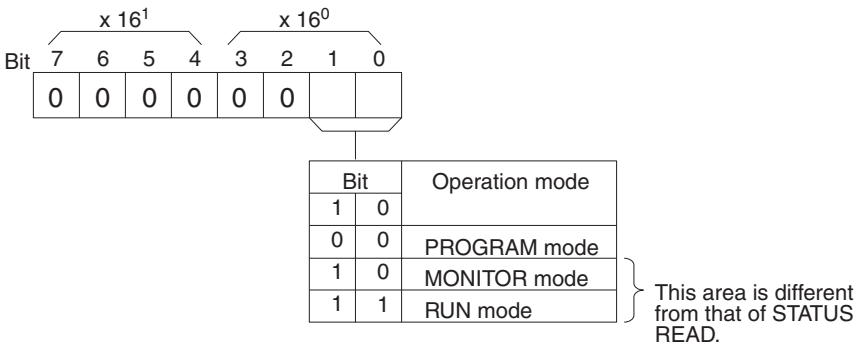 x 16¹ x 16⁰
Bit 7 6 5 4 3 2 1 0
0 0 0 0 0 0
Bit Operation mode
1 0
0 0 PROGRAM mode
1 0 MONITOR mode
1 1 RUN mode
This area is different
from that of STATUS
READ.